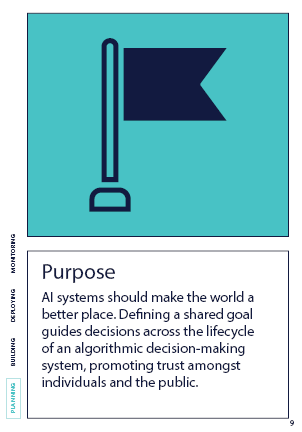 MONITORING
DEPLOYING
BUILDING
PLANNING
Purpose
AI systems should make the world a
better place. Defining a shared goal
guides decisions across the lifecycle
of an algorithmic decision-making
system, promoting trust amongst
individuals and the public.
9